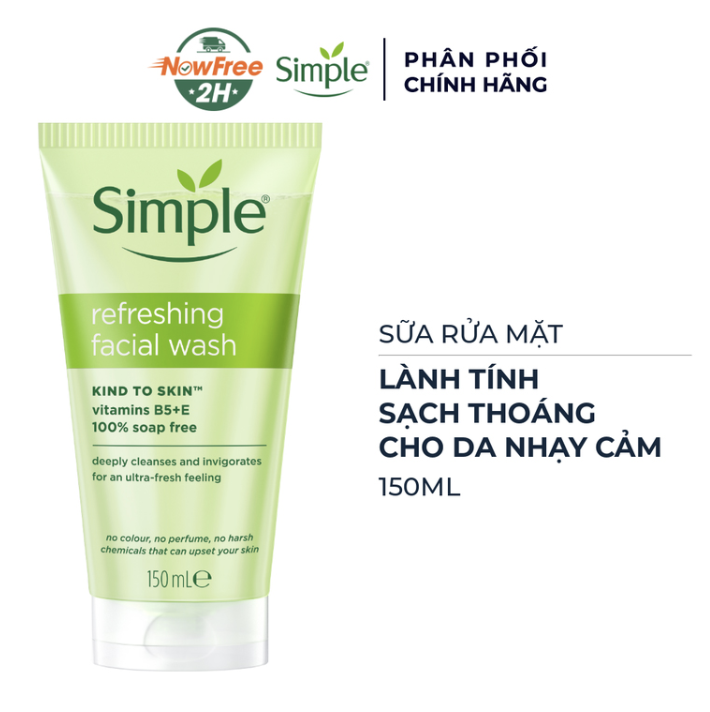 NowFree
2H
Simple®
PHÂN PHỐI
CHÍNH HÃNG
Simple®
refreshing
facial wash
KIND TO SKIN™
vitamins B5+E
100% soap free
deeply cleanses and invigorates
for an ultra-fresh feeling
no colour, no perfume, no harsh
chemicals that can upset your skin
150 mL℮
SỮA RỬA MẶT
LÀNH TÍNH
SẠCH THOÁNG
CHO DA NHẠY CẢM
150ML